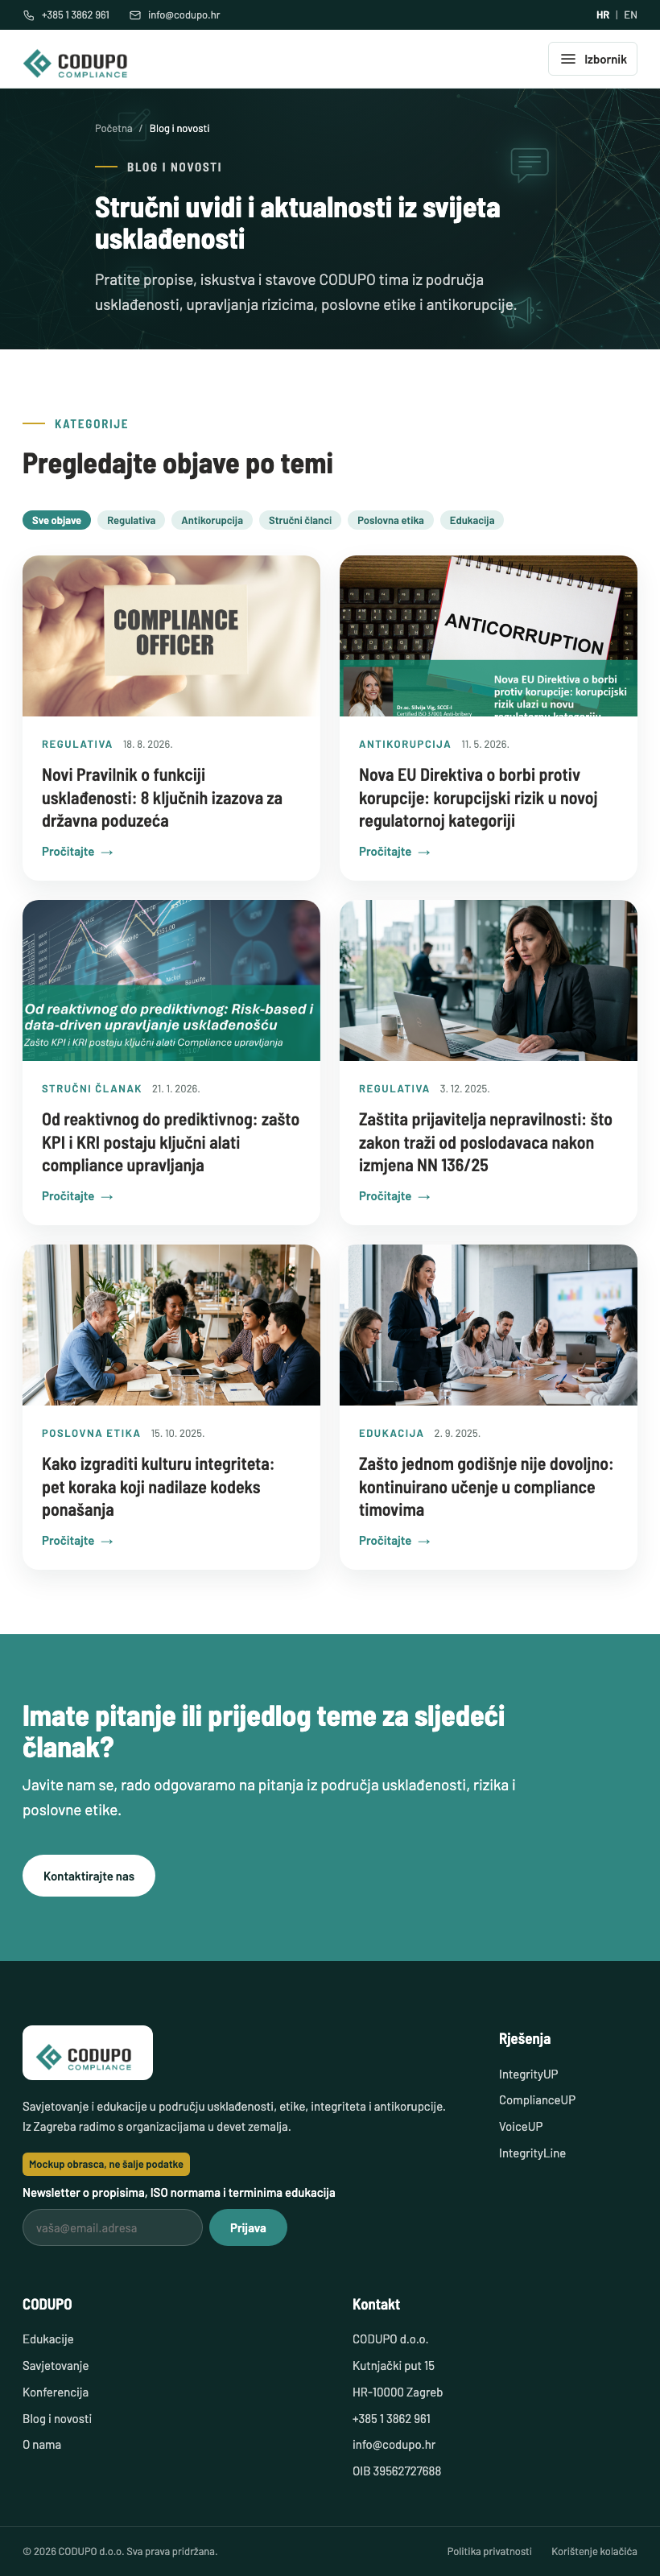 +385 1 3862 961 info@codupo.hr HR | EN
CODUPO
COMPLIANCE
Izbornik
Početna / Blog i novosti
BLOG I NOVOSTI
Stručni uvidi i aktualnosti iz svijeta
usklađenosti
Pratite propise, iskustva i stavove CODUPO tima iz područja
usklađenosti, upravljanja rizicima, poslovne etike i antikorupcije.
KATEGORIJE
Pregledajte objave po temi
Sve objave Regulativa Antikorupcija Stručni članci Poslovna etika Edukacija
COMPLIANCE
OFFICER
REGULATIVA 18. 8. 2026.
Novi Pravilnik o funkciji
usklađenosti: 8 ključnih izazova za
državna poduzeća
Pročitajte →
ANTICORRUPTION
Nova EU Direktiva o borbi
protiv korupcije: korupcijski
rizik ulazi u novu
regulatornu kategoriju
Dr.sc. Silvija Vig, SCCE-I
Certified ISO 37001 Anti-bribery
ANTIKORUPCIJA 11. 5. 2026.
Nova EU Direktiva o borbi protiv
korupcije: korupcijski rizik u novoj
regulatornoj kategoriji
Pročitajte →
Od reaktivnog do prediktivnog: Risk-based i
data-driven upravljanje usklađenošću
Zašto KPI i KRI postaju ključni alati Compliance upravljanja
STRUČNI ČLANAK 21. 1. 2026.
Od reaktivnog do prediktivnog: zašto
KPI i KRI postaju ključni alati
compliance upravljanja
Pročitajte →
REGULATIVA 3. 12. 2025.
Zaštita prijavitelja nepravilnosti: što
zakon traži od poslodavaca nakon
izmjena NN 136/25
Pročitajte →
POSLOVNA ETIKA 15. 10. 2025.
Kako izgraditi kulturu integriteta:
pet koraka koji nadilaze kodeks
ponašanja
Pročitajte →
EDUKACIJA 2. 9. 2025.
Zašto jednom godišnje nije dovoljno:
kontinuirano učenje u compliance
timovima
Pročitajte →
Imate pitanje ili prijedlog teme za sljedeći
članak?
Javite nam se, rado odgovaramo na pitanja iz područja usklađenosti, rizika i
poslovne etike.
Kontaktirajte nas
CODUPO
COMPLIANCE
Savjetovanje i edukacije u području usklađenosti, etike, integriteta i antikorupcije.
Iz Zagreba radimo s organizacijama u devet zemalja.
Mockup obrasca, ne šalje podatke
Newsletter o propisima, ISO normama i terminima edukacija
vaša@email.adresa Prijava
Rješenja
IntegrityUP
ComplianceUP
VoiceUP
IntegrityLine
CODUPO
Edukacije
Savjetovanje
Konferencija
Blog i novosti
O nama
Kontakt
CODUPO d.o.o.
Kutnjački put 15
HR-10000 Zagreb
+385 1 3862 961
info@codupo.hr
OIB 39562727688
© 2026 CODUPO d.o.o. Sva prava pridržana.
Politika privatnosti Korištenje kolačića